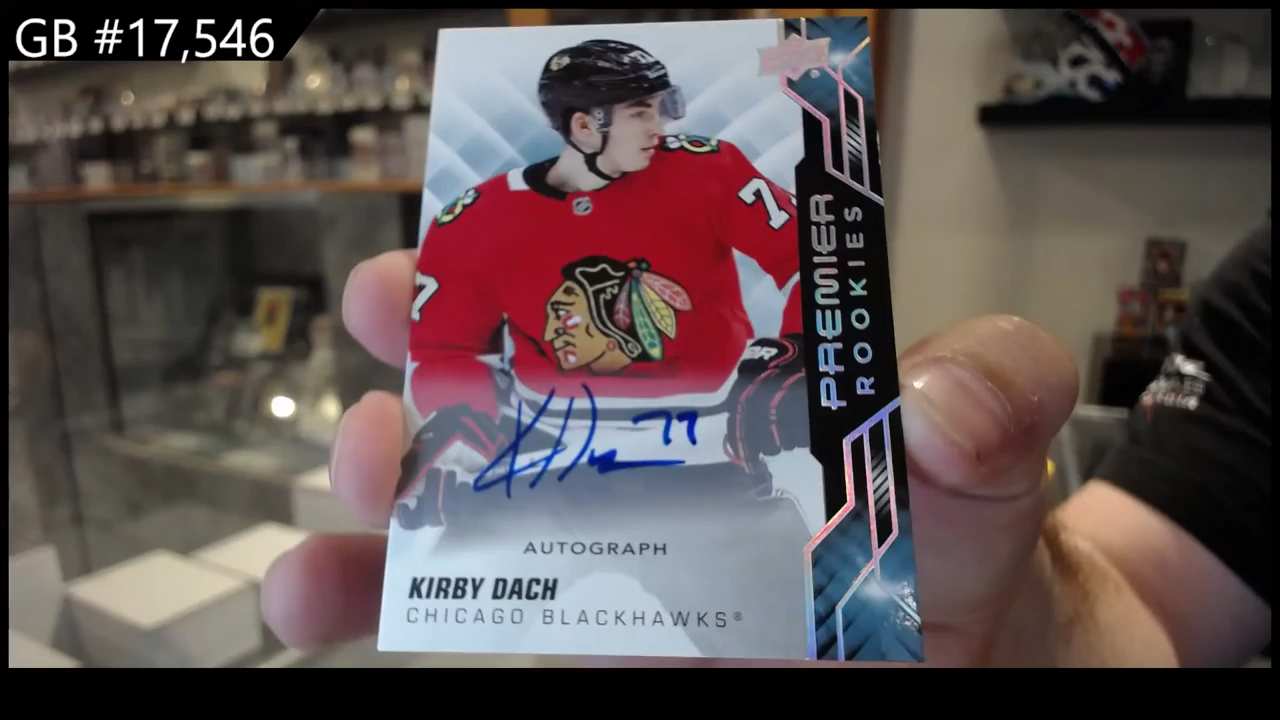 GB #17,546
PREMIER
ROOKIES
77
AUTOGRAPH
KIRBY DACH
CHICAGO BLACKHAWKS®